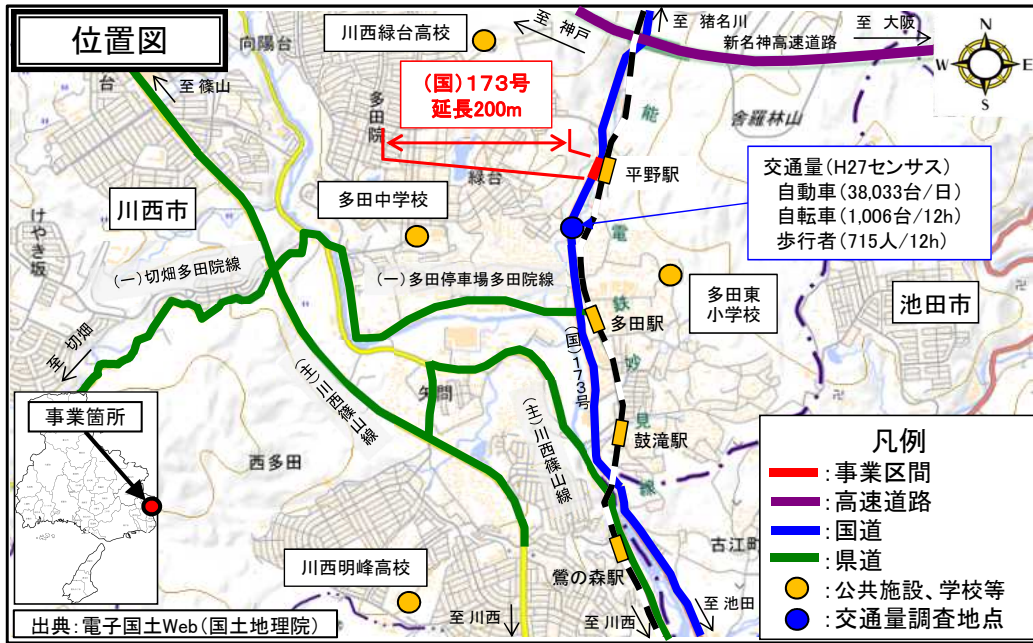 位置図
向陽台
台
至 篠山
川西緑台高校
至 神戸
至 猪名川
至 大阪
新名神高速道路
N
W
E
S
(国)173号
延長200m
多田院
緑台
能勢電鉄妙見線
舎羅林山
平野駅
交通量(H27センサス)
自動車(38,033台/日)
自転車(1,006台/12h)
歩行者(715人/12h)
川西市
多田中学校
けやき坂
(一)切畑多田院線
(一)多田停車場多田院線
多田東
小学校
池田市
多田駅
(国)173号
至 切畑
矢問
(主)川西篠山線
(主)川西篠山線
鼓滝駅
事業箇所
西多田
川西明峰高校
鶯の森駅
古江町
至 川西
至 川西
至 池田
凡例
:事業区間
:高速道路
:国道
:県道
:公共施設、学校等
:交通量調査地点
出典:電子国土Web(国土地理院)